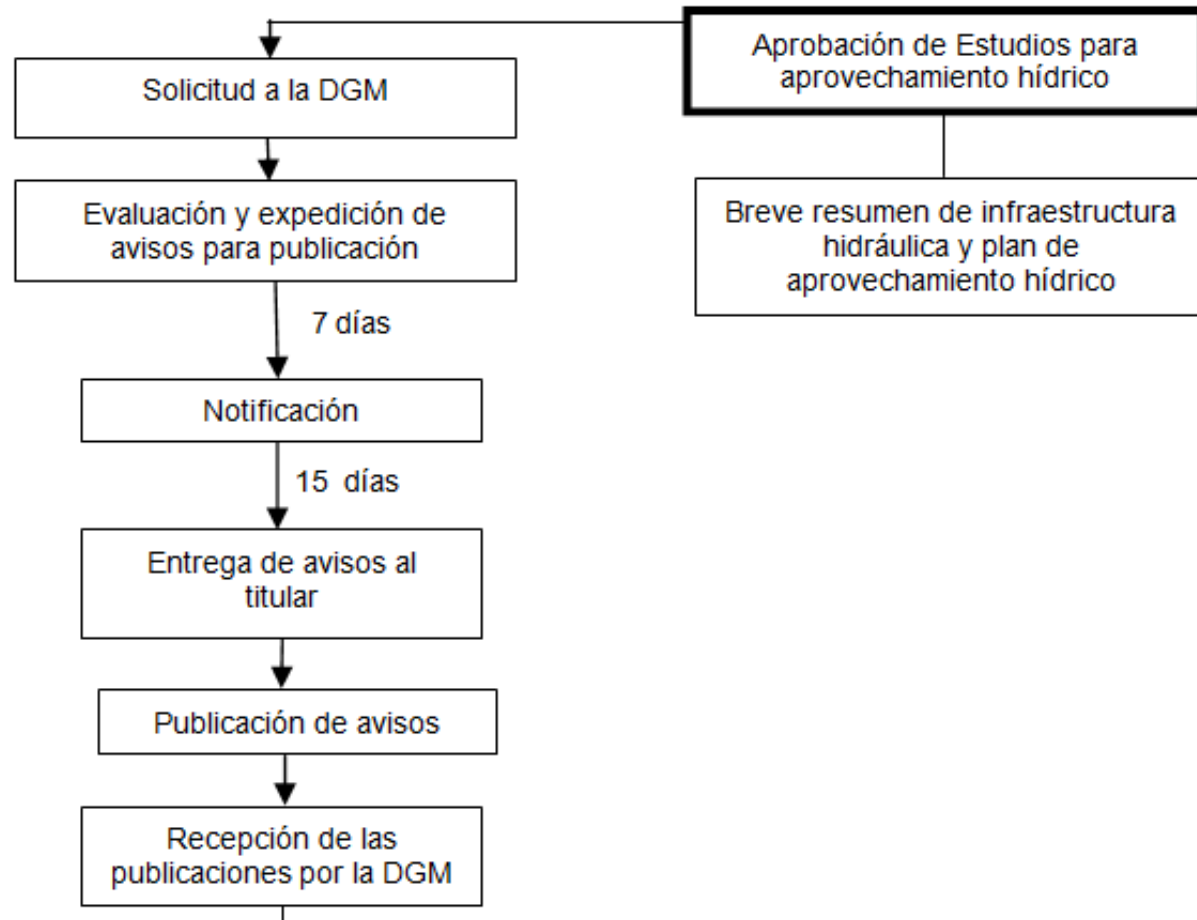 Aprobación de Estudios para
aprovechamiento hídrico
Solicitud a la DGM
Evaluación y expedición de
avisos para publicación
Breve resumen de infraestructura
hidráulica y plan de
aprovechamiento hídrico
7 días
Notificación
15 días
Entrega de avisos al
titular
Publicación de avisos
Recepción de las
publicaciones por la DGM